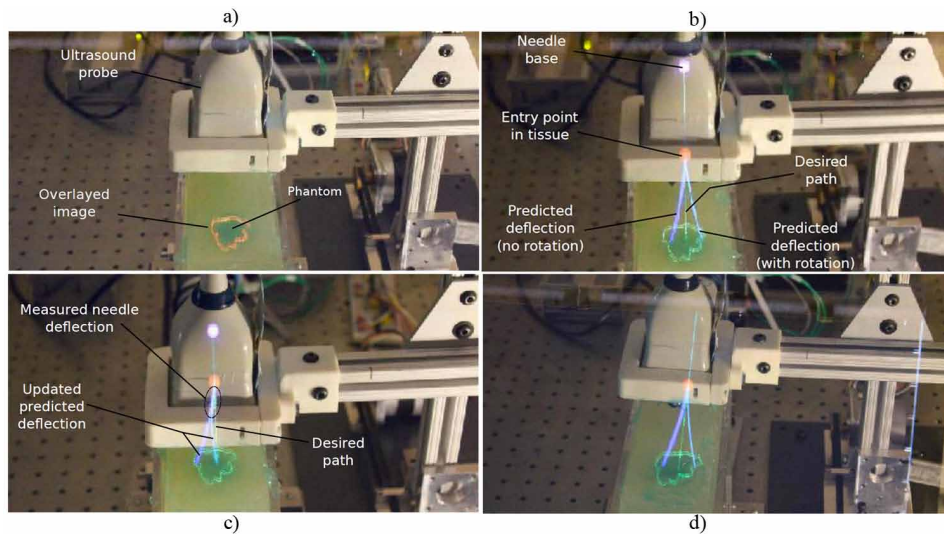 a)
b)
Ultrasound
probe
Overlayed
image
Phantom
Needle
base
Entry point
in tissue
Desired
path
Predicted
deflection
(no rotation)
Predicted
deflection
(with rotation)
Measured needle
deflection
Updated
predicted
deflection
Desired
path
c)
d)